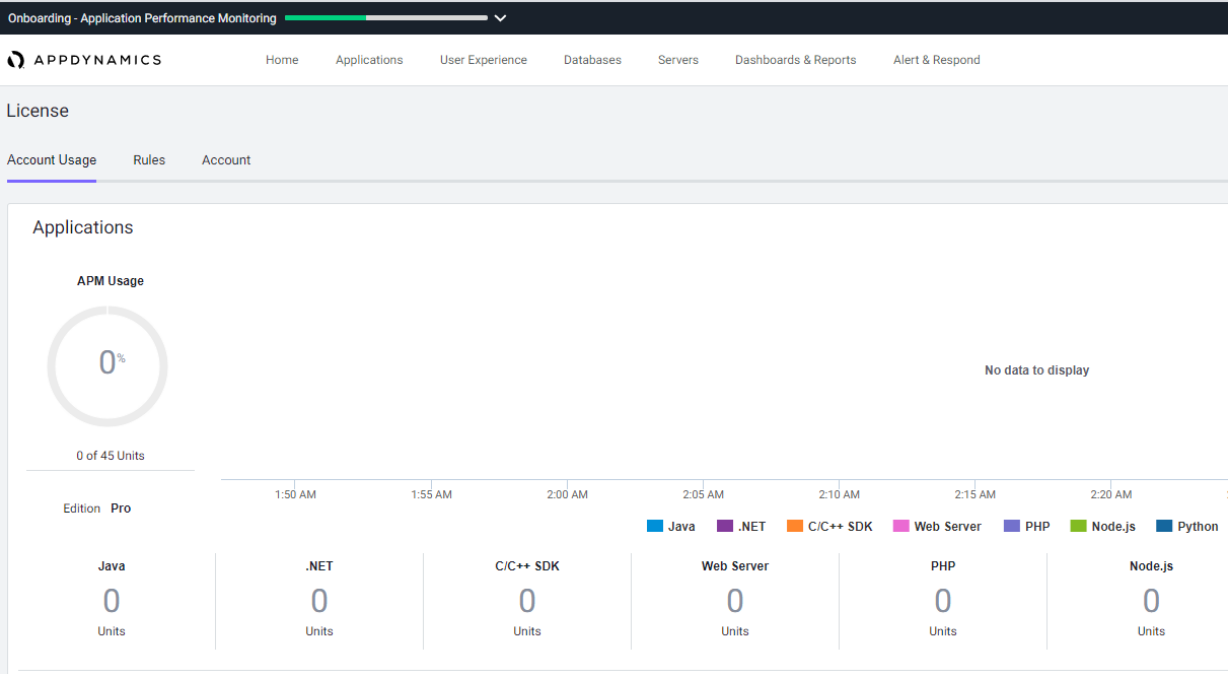 Onboarding - Application Performance Monitoring
APPDYNAMICS Home Applications User Experience Databases Servers Dashboards & Reports Alert & Respond
License
Account Usage Rules Account
Applications
APM Usage
0%
No data to display
0 of 45 Units
1:50 AM 1:55 AM 2:00 AM 2:05 AM 2:10 AM 2:15 AM 2:20 AM
Edition Pro
Java .NET C/C++ SDK Web Server PHP Node.js Python
Java .NET C/C++ SDK Web Server PHP Node.js
0 0 0 0 0 0
Units Units Units Units Units Units